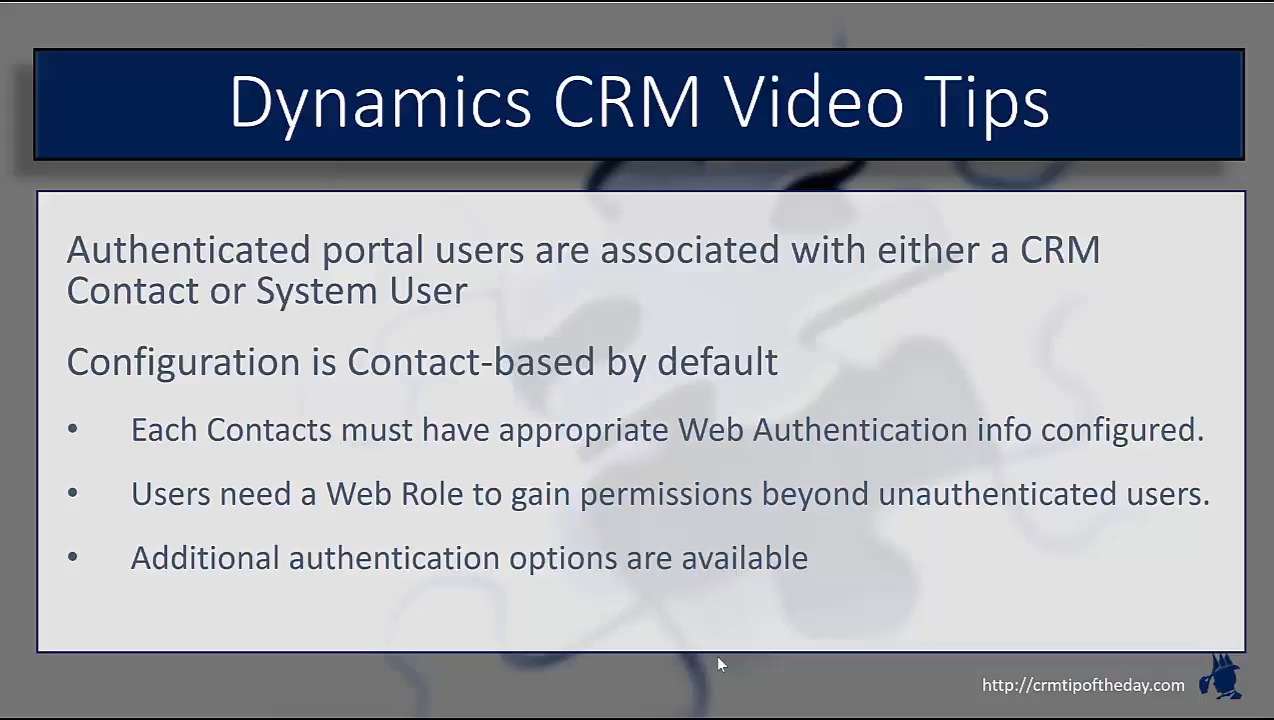 Dynamics CRM Video Tips
Authenticated portal users are associated with either a CRM
Contact or System User
Configuration is Contact-based by default
• Each Contacts must have appropriate Web Authentication info configured.
• Users need a Web Role to gain permissions beyond unauthenticated users.
• Additional authentication options are available
http://crmtipoftheday.com